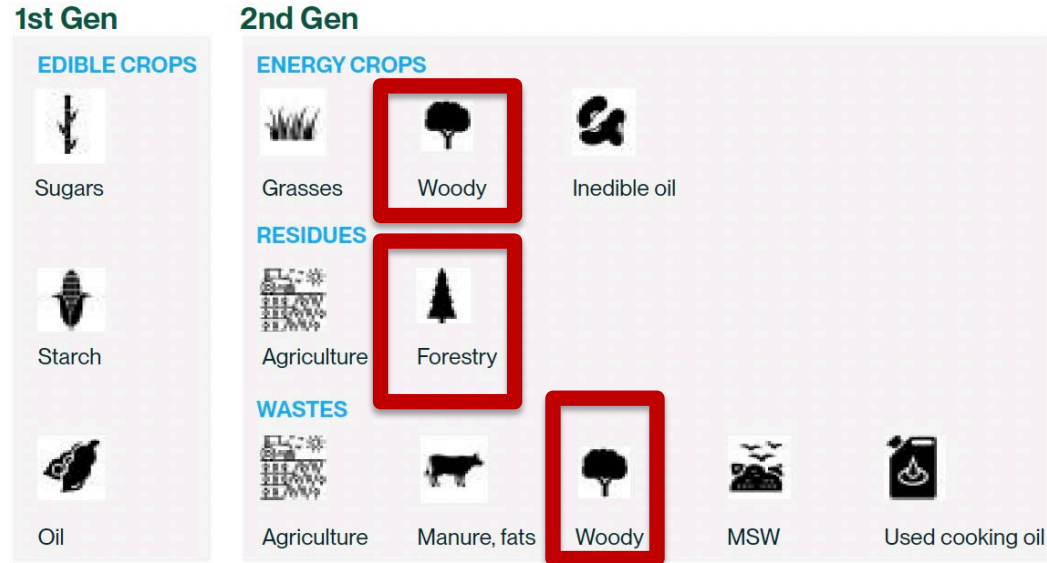 1st Gen
2nd Gen
EDIBLE CROPS
Sugars
Starch
Oil
ENERGY CROPS
Grasses
Woody
Inedible oil
RESIDUES
Agriculture
Forestry
WASTES
Agriculture
Manure, fats
Woody
MSW
Used cooking oil